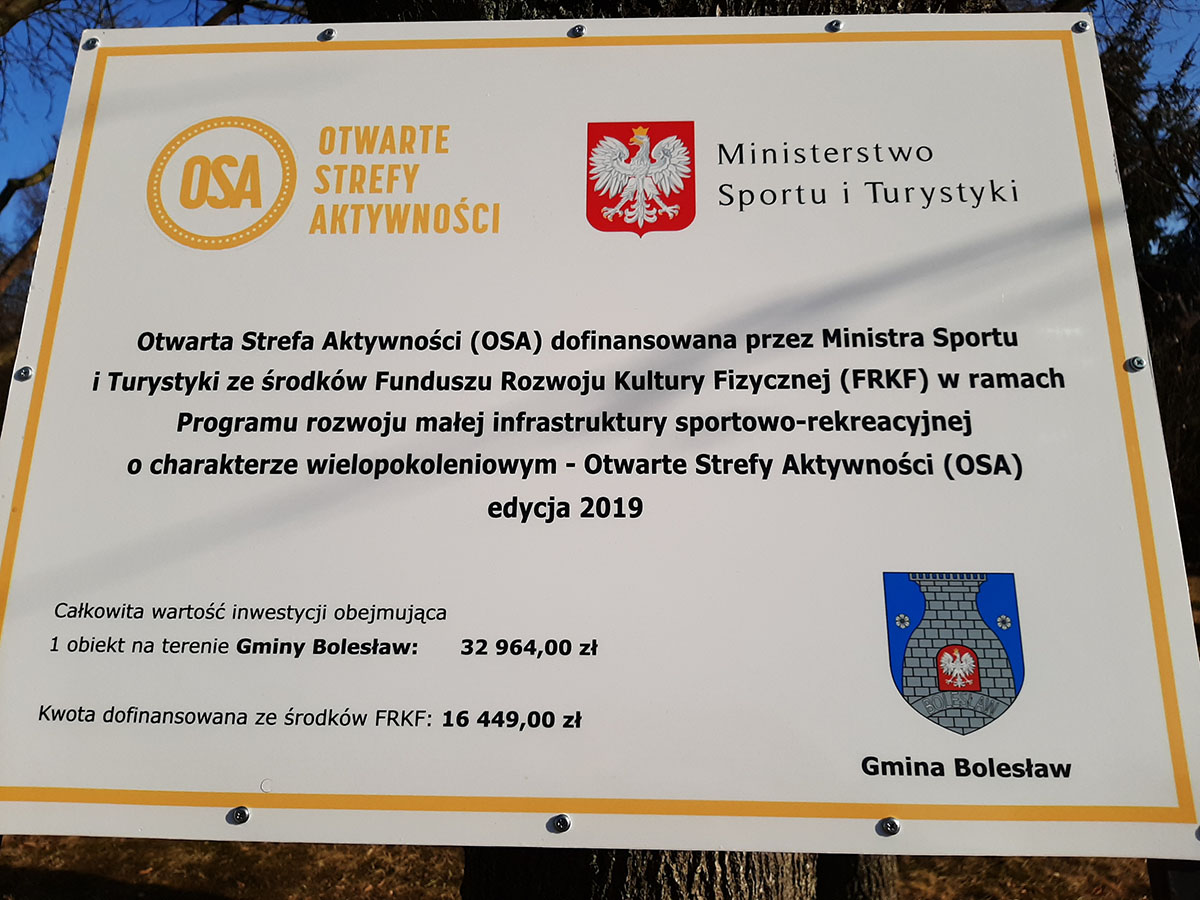 OSA
OTWARTE
STREFY
AKTYWNOŚCI
Ministerstwo
Sportu i Turystyki
Otwarta Strefa Aktywności (OSA) dofinansowana przez Ministra Sportu
i Turystyki ze środków Funduszu Rozwoju Kultury Fizycznej (FRKF) w ramach
Programu rozwoju małej infrastruktury sportowo-rekreacyjnej
o charakterze wielopokoleniowym - Otwarte Strefy Aktywności (OSA)
edycja 2019
Całkowita wartość inwestycji obejmująca
1 obiekt na terenie Gminy Bolesław: 32 964,00 zł
Kwota dofinansowana ze środków FRKF: 16 449,00 zł
BOLESŁAW
Gmina Bolesław